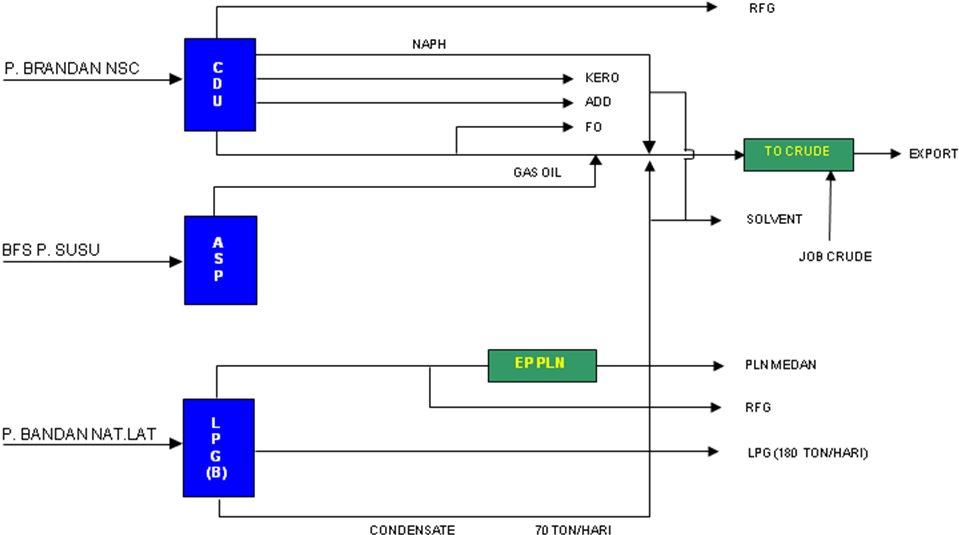 RFG
NAPH
P. BRANDAN NSC
C
D
U
KERO
ADD
FO
TO CRUDE
EXPORT
GAS OIL
SOLVENT
BFS P. SUSU
A
S
P
JOB CRUDE
EP PLN
PLN MEDAN
RFG
P. BANDAN NAT.LAT
L
P
G
(B)
LPG (180 TON/HARI)
CONDENSATE
70 TON/HARI